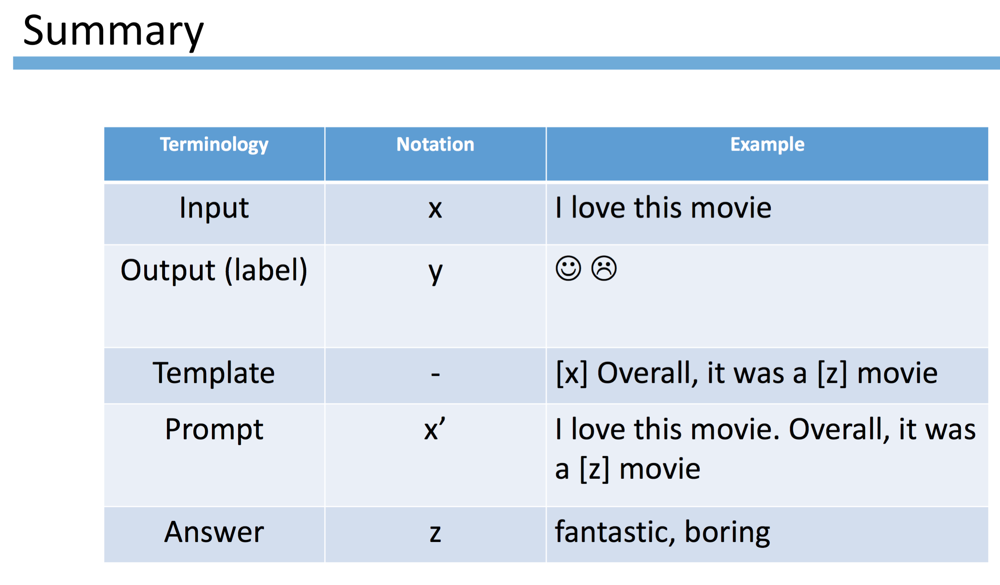 Summary
Terminology Notation Example
Input x I love this movie
Output (label) y ☺ ☹
Template - [x] Overall, it was a [z] movie
Prompt x’ I love this movie. Overall, it was
a [z] movie
Answer z fantastic, boring